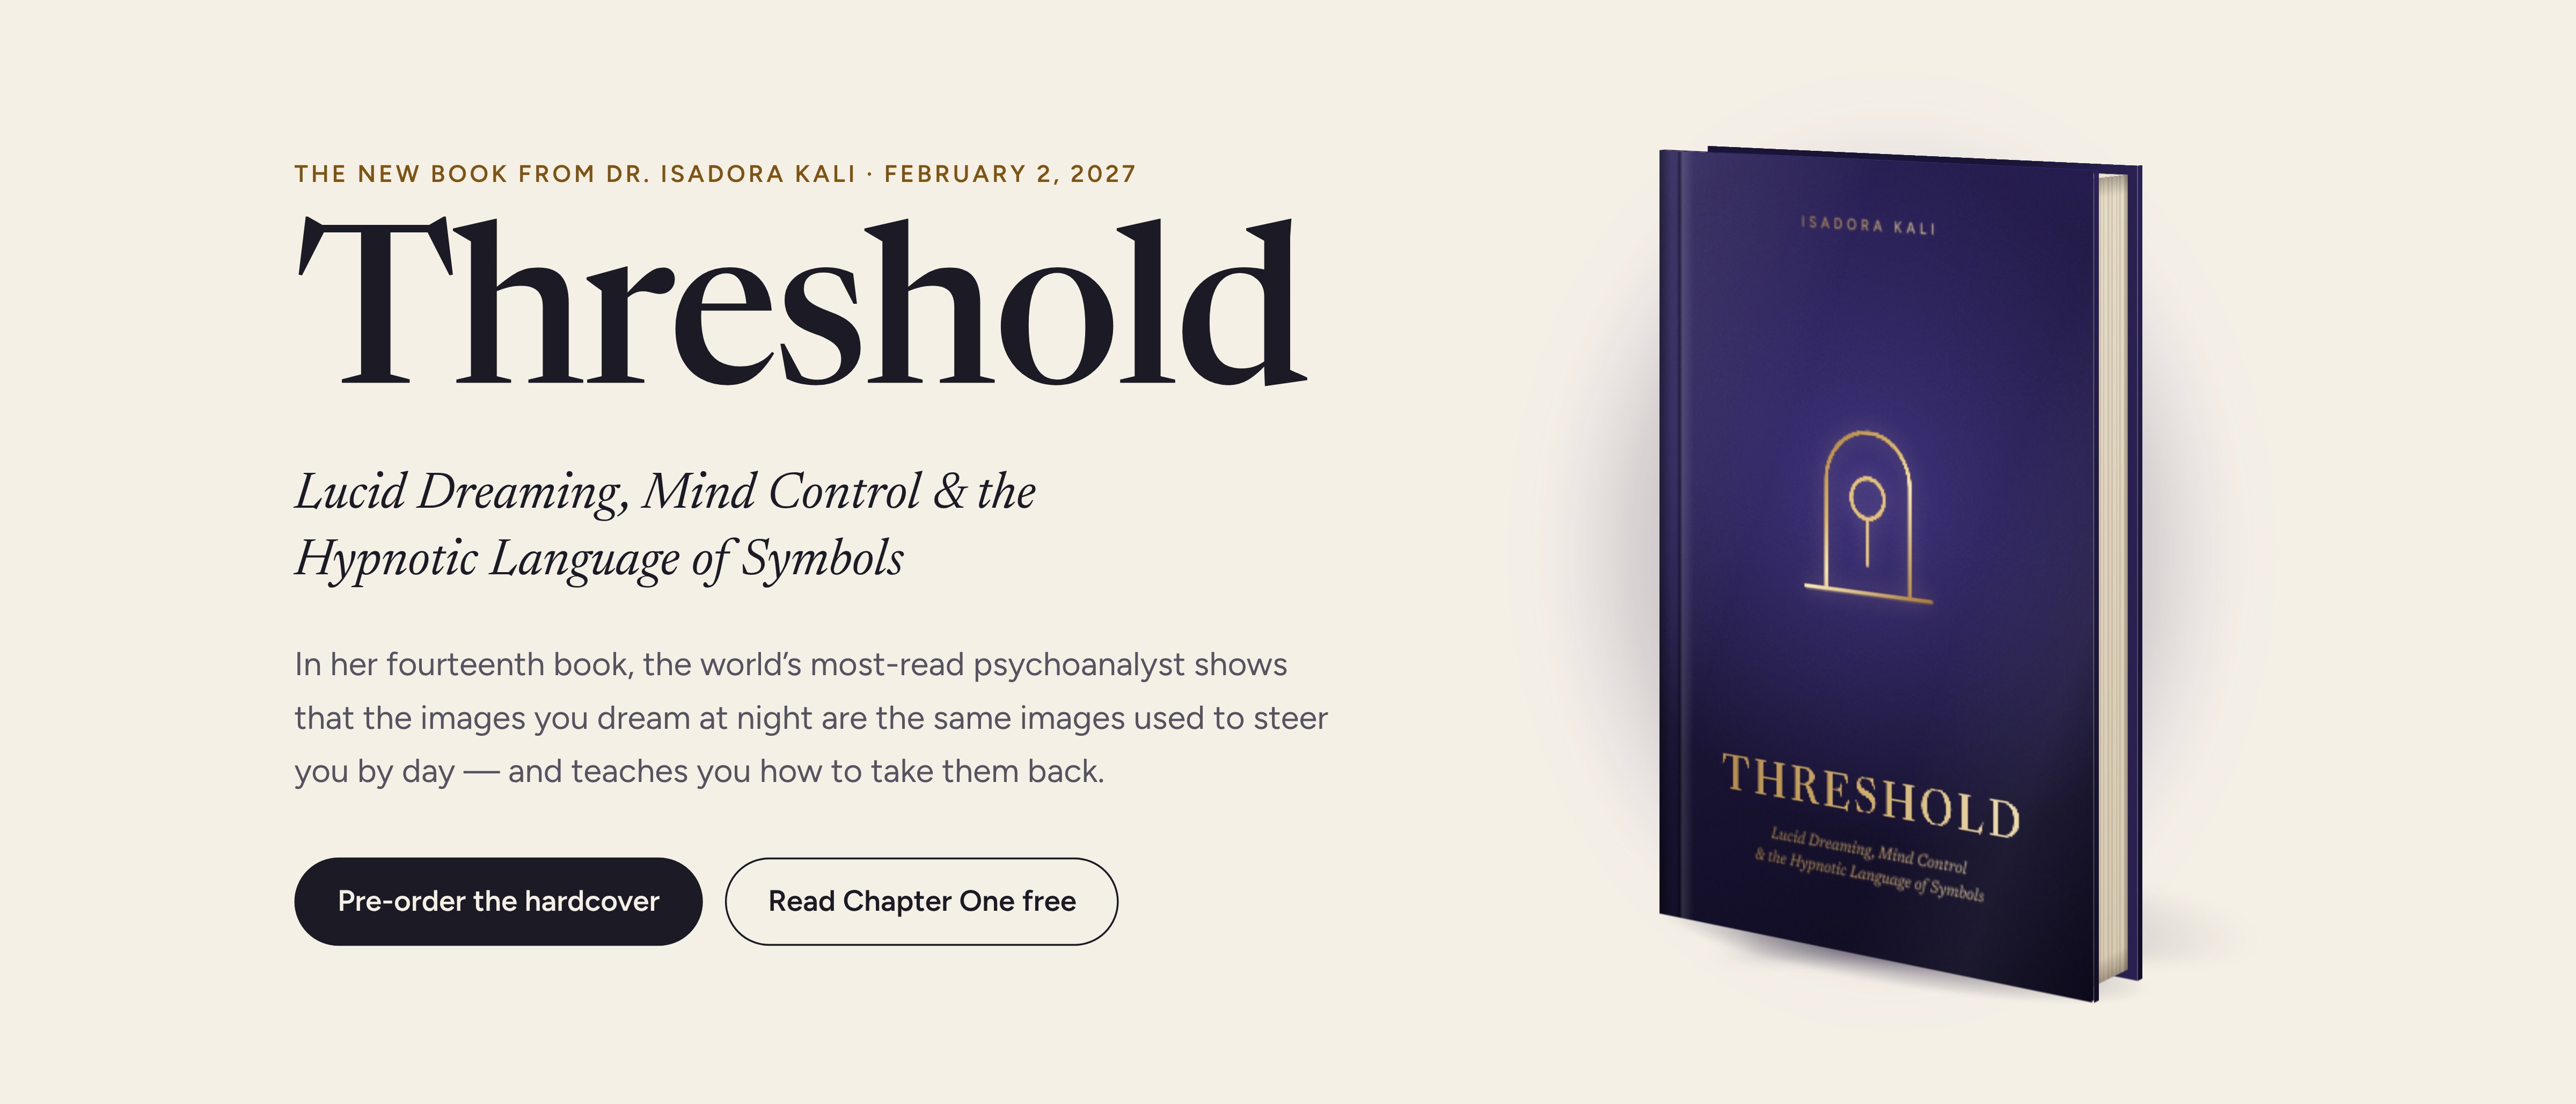 THE NEW BOOK FROM DR. ISADORA KALI · FEBRUARY 2, 2027
Threshold
Lucid Dreaming, Mind Control & the
Hypnotic Language of Symbols
In her fourteenth book, the world’s most-read psychoanalyst shows
that the images you dream at night are the same images used to steer
you by day — and teaches you how to take them back.
Pre-order the hardcover
Read Chapter One free
ISADORA KALI
THRESHOLD
Lucid Dreaming, Mind Control
& the Hypnotic Language of Symbols